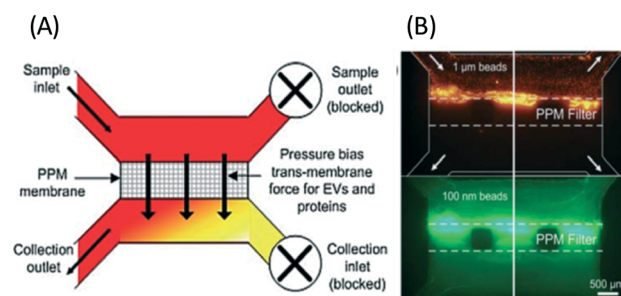 (A)
(B)
Sample
inlet
Sample
outlet
(blocked)
PPM
membrane
Pressure bias
trans-membrane
force for EVs and
proteins
Collection
outlet
Collection
inlet
(blocked)
1 µm beads
PPM Filter
100 nm beads
PPM Filter
500 µm